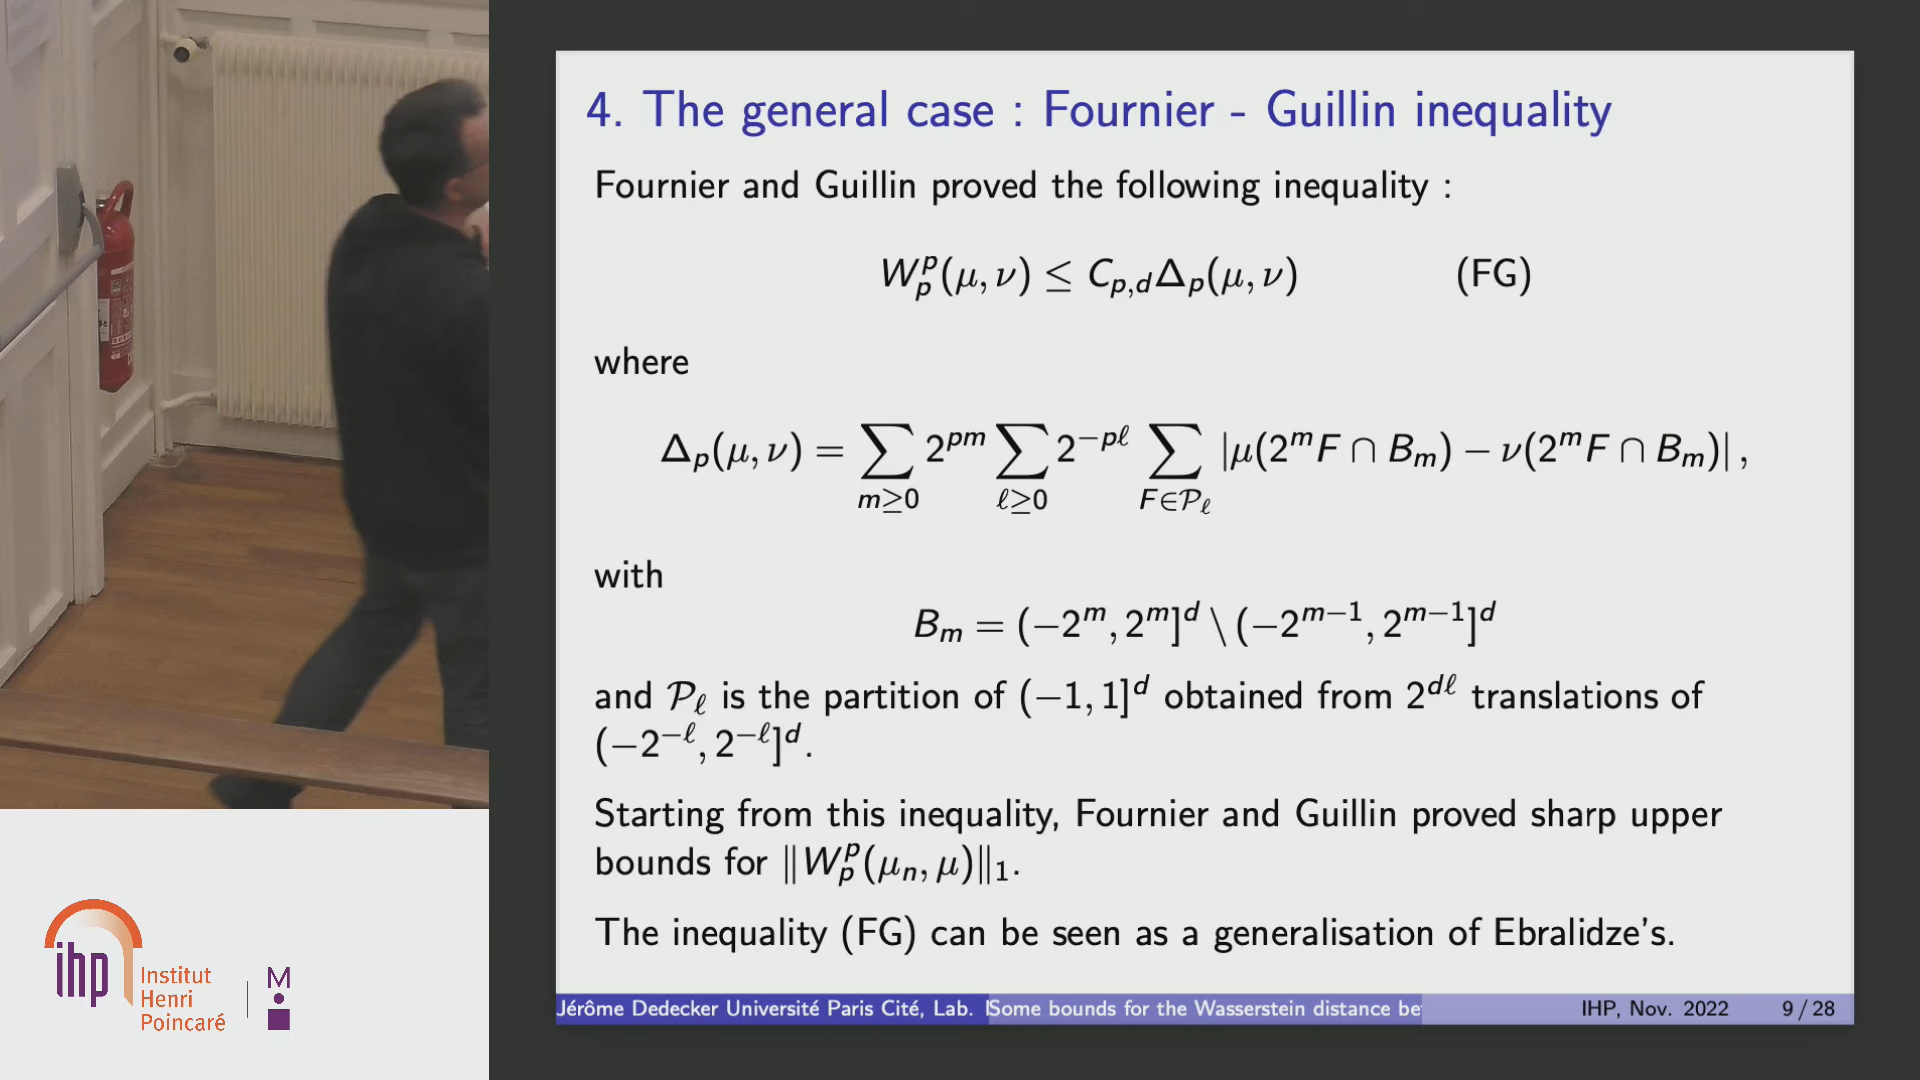 4. The general case : Fournier - Guillin inequality
Fournier and Guillin proved the following inequality :
W_p^p(μ, ν) ≤ C_{p,d}Δ_p(μ, ν) (FG)
where
Δ_p(μ, ν) = ∑_{m≥0} 2^{pm} ∑_{ℓ≥0} 2^{−pℓ} ∑_{F∈𝒫_ℓ} |μ(2^m F ∩ B_m) − ν(2^m F ∩ B_m)| ,
with
B_m = (−2^m, 2^m]^d \ (−2^{m−1}, 2^{m−1}]^d
and 𝒫_ℓ is the partition of (−1, 1]^d obtained from 2^{dℓ} translations of
(−2^{−ℓ}, 2^{−ℓ}]^d.
Starting from this inequality, Fournier and Guillin proved sharp upper
bounds for ‖W_p^p(μ_n, μ)‖_1.
The inequality (FG) can be seen as a generalisation of Ebralidze's.
Jérôme Dedecker Université Paris Cité, Lab. Some bounds for the Wasserstein distance be IHP, Nov. 2022 9 / 28
ihp
Institut
Henri
Poincaré
M